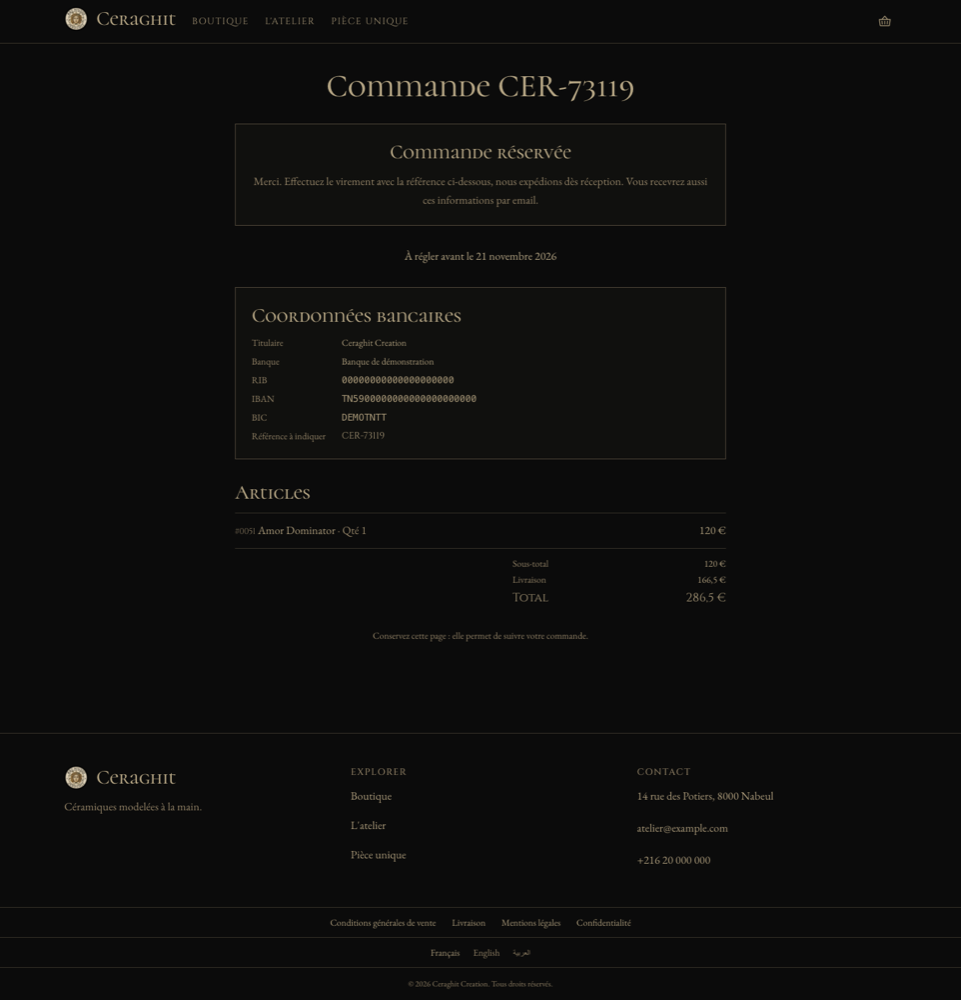 Ceraghit BOUTIQUE L'ATELIER PIÈCE UNIQUE
Commande CER-73119
Commande réservée
Merci. Effectuez le virement avec la référence ci-dessous, nous expédions dès réception. Vous recevrez aussi
ces informations par email.
À régler avant le 21 novembre 2026
Coordonnées bancaires
Titulaire Ceraghit Creation
Banque Banque de démonstration
RIB 00000000000000000000
IBAN TN5900000000000000000000
BIC DEMOTNTT
Référence à indiquer CER-73119
Articles
#0051 Amor Dominator · Qté 1 120 €
Sous-total 120 €
Livraison 166,5 €
Total 286,5 €
Conservez cette page : elle permet de suivre votre commande.
Ceraghit
Céramiques modelées à la main.
EXPLORER
Boutique
L'atelier
Pièce unique
CONTACT
14 rue des Potiers, 8000 Nabeul
atelier@example.com
+216 20 000 000
Conditions générales de vente Livraison Mentions légales Confidentialité
Français English العربية
© 2026 Ceraghit Creation. Tous droits réservés.